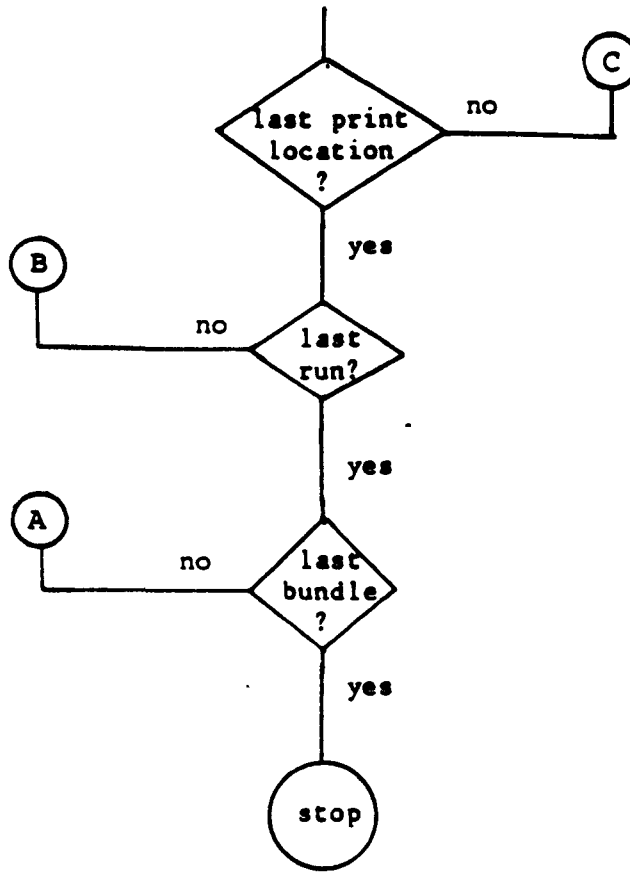 C
last print
location
?
no
yes
B
no
last
run?
yes
A
no
last
bundle
?
yes
stop